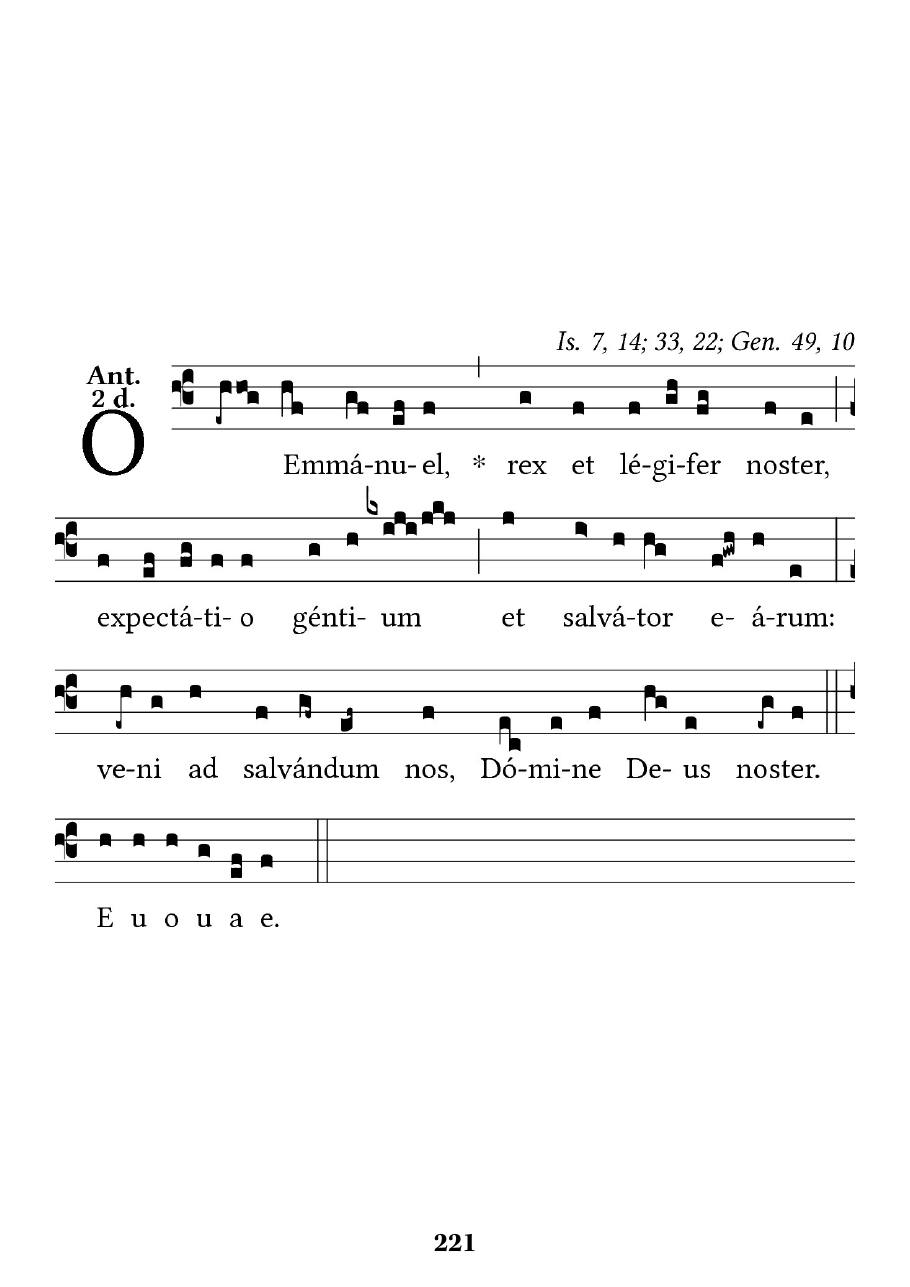 Is. 7, 14; 33, 22; Gen. 49, 10
Ant.
2 d.
O Emmá-nu-el, * rex et lé-gi-fer noster,
expectá-ti-o génti-um et salvá-tor e-á-rum:
ve-ni ad salvándum nos, Dó-mi-ne De-us noster.
E u o u a e.
221